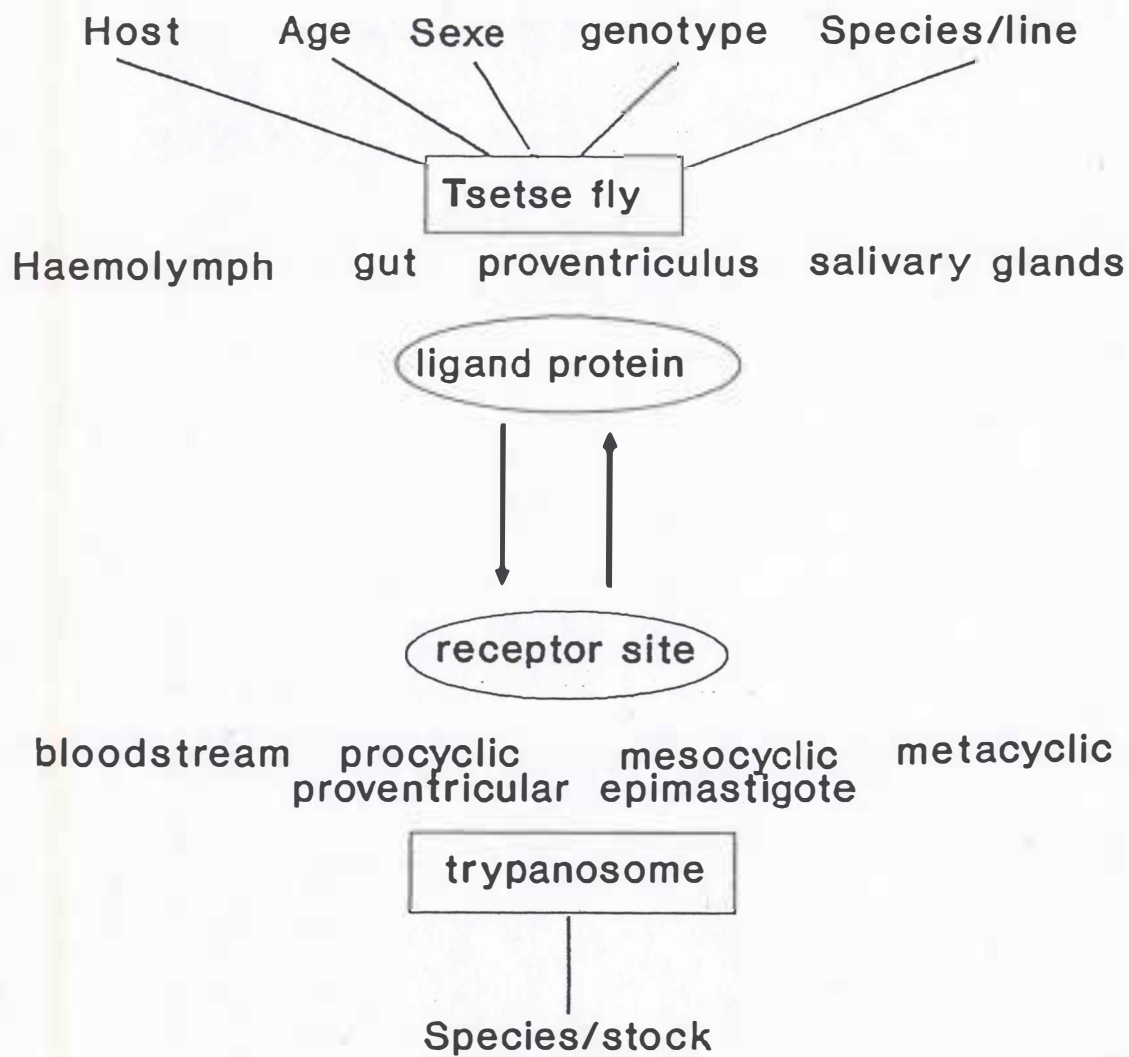 Host Age Sexe genotype Species/line
Tsetse fly
Haemolymph gut proventriculus salivary glands
ligand protein
receptor site
bloodstream procyclic mesocyclic metacyclic
proventricular epimastigote
trypanosome
Species/stock